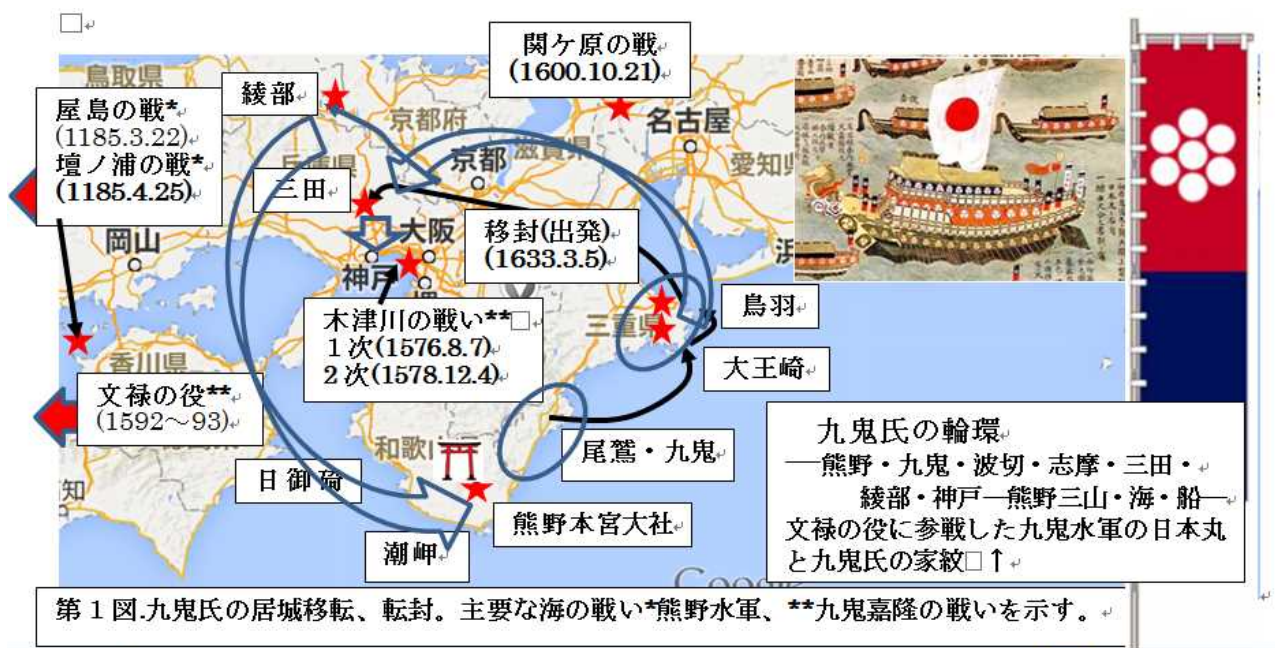 関ケ原の戦
(1600.10.21)
鳥取県
綾部
屋島の戦*
(1185.3.22)
壇ノ浦の戦*
(1185.4.25)
京都府
名古屋
兵庫県
京都
滋賀県
愛知県
三田
移封(出発)
(1633.3.5)
岡山
大阪
神戸
堺
浜
三重県
鳥羽
木津川の戦い**
1次(1576.8.7)
2次(1578.12.4)
香川県
大王崎
文禄の役**
(1592～93)
和歌山
尾鷲・九鬼
日御碕
知
熊野本宮大社
潮岬
九鬼氏の輪環
―熊野・九鬼・波切・志摩・三田・
綾部・神戸―熊野三山・海・船―
文禄の役に参戦した九鬼水軍の日本丸
と九鬼氏の家紋 ↑
Google
第1図.九鬼氏の居城移転、転封。主要な海の戦い*熊野水軍、**九鬼嘉隆の戦いを示す。